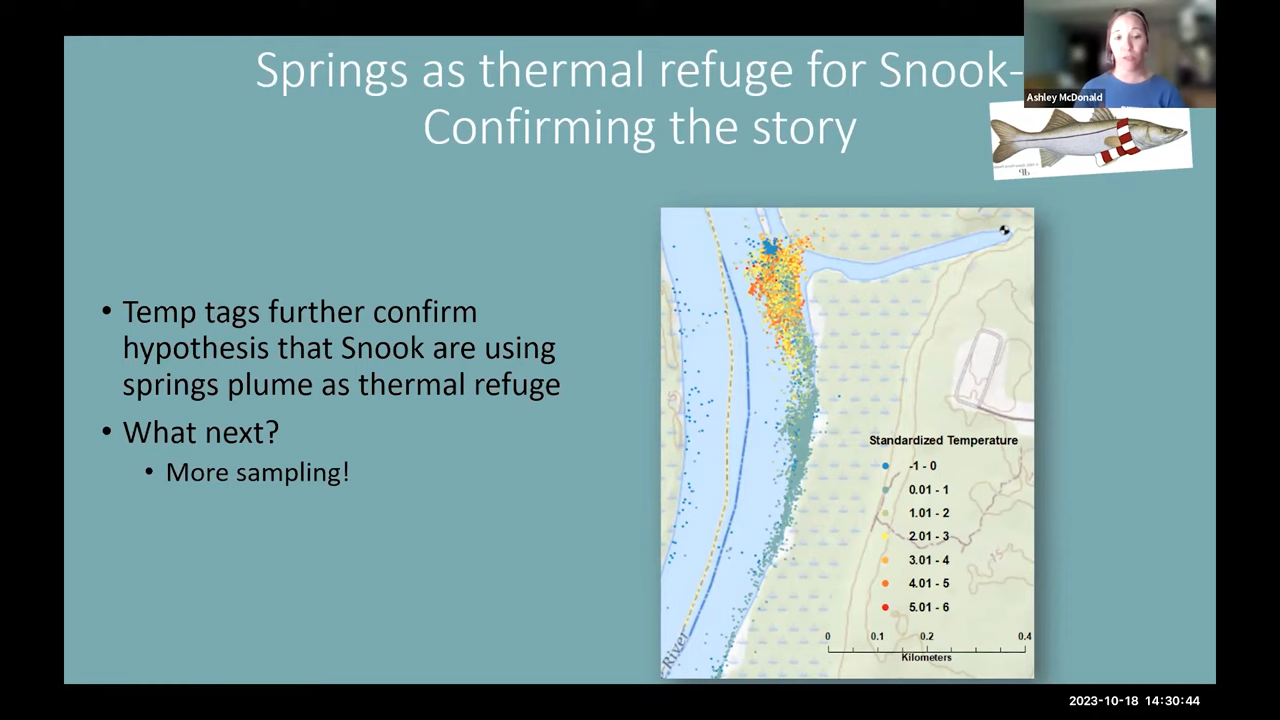 Springs as thermal refuge for Snook-
Confirming the story
Ashley McDonald
• Temp tags further confirm
hypothesis that Snook are using
springs plume as thermal refuge
• What next?
• More sampling!
Standardized Temperature
-1 - 0
0.01 - 1
1.01 - 2
2.01 - 3
3.01 - 4
4.01 - 5
5.01 - 6
0 0.1 0.2 0.4
Kilometers
River
2023-10-18 14:30:44